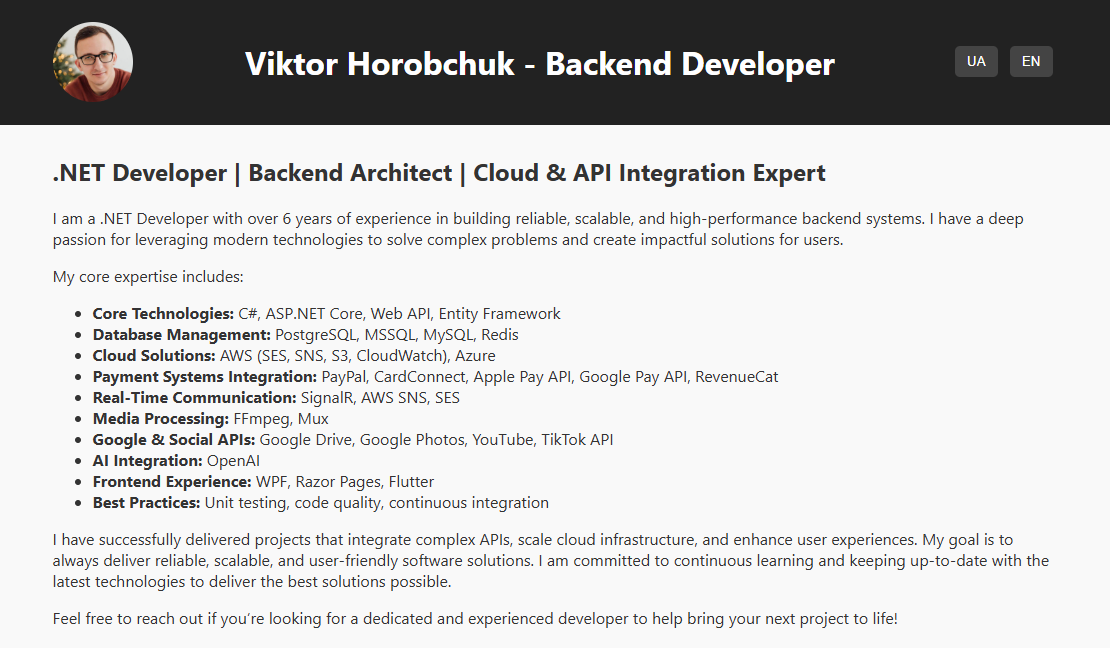 Viktor Horobchuk - Backend Developer
UA
EN
.NET Developer | Backend Architect | Cloud & API Integration Expert
I am a .NET Developer with over 6 years of experience in building reliable, scalable, and high-performance backend systems. I have a deep
passion for leveraging modern technologies to solve complex problems and create impactful solutions for users.
My core expertise includes:
• Core Technologies: C#, ASP.NET Core, Web API, Entity Framework
• Database Management: PostgreSQL, MSSQL, MySQL, Redis
• Cloud Solutions: AWS (SES, SNS, S3, CloudWatch), Azure
• Payment Systems Integration: PayPal, CardConnect, Apple Pay API, Google Pay API, RevenueCat
• Real-Time Communication: SignalR, AWS SNS, SES
• Media Processing: FFmpeg, Mux
• Google & Social APIs: Google Drive, Google Photos, YouTube, TikTok API
• AI Integration: OpenAI
• Frontend Experience: WPF, Razor Pages, Flutter
• Best Practices: Unit testing, code quality, continuous integration
I have successfully delivered projects that integrate complex APIs, scale cloud infrastructure, and enhance user experiences. My goal is to
always deliver reliable, scalable, and user-friendly software solutions. I am committed to continuous learning and keeping up-to-date with the
latest technologies to deliver the best solutions possible.
Feel free to reach out if you’re looking for a dedicated and experienced developer to help bring your next project to life!